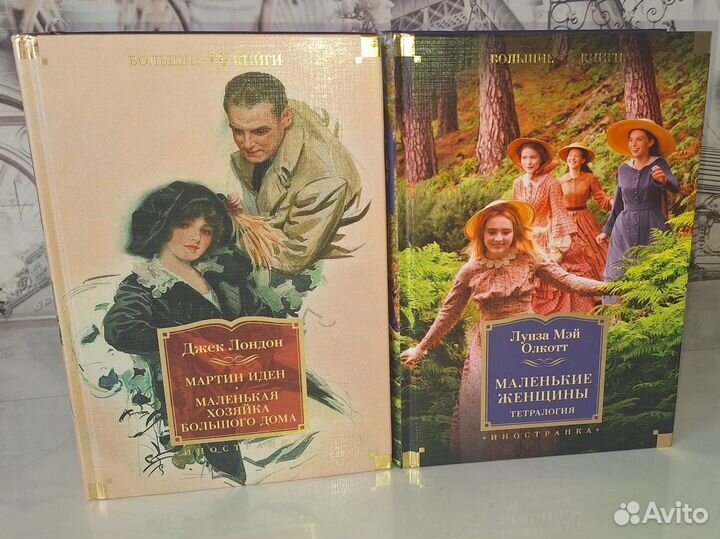 БОЛЬШИЕ КНИГИ
Джек Лондон
МАРТИН ИДЕН
МАЛЕНЬКАЯ
ХОЗЯЙКА
БОЛЬШОГО ДОМА
БОЛЬШИЕ КНИГИ
Луиза Мэй
Олкотт
МАЛЕНЬКИЕ
ЖЕНЩИНЫ
ТЕТРАЛОГИЯ
ИНОСТРАНКА
Avito